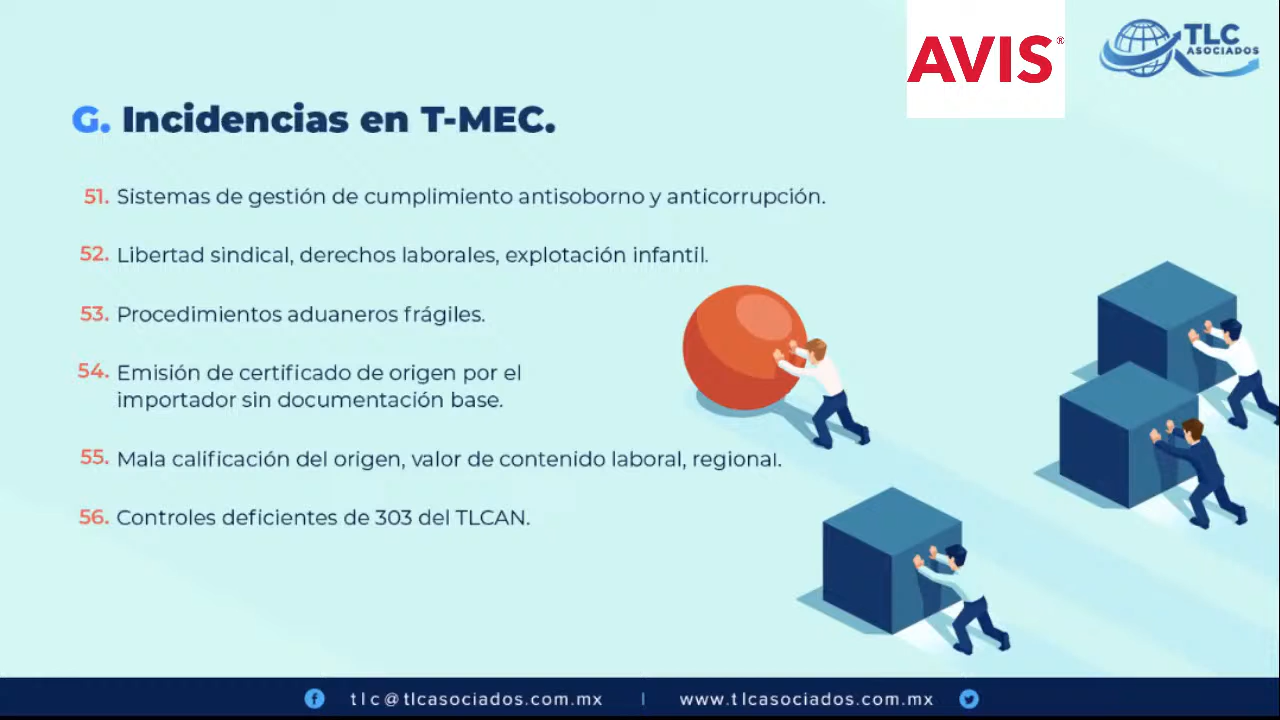 AVIS®
TLC
ASOCIADOS
G. Incidencias en T-MEC.
51. Sistemas de gestión de cumplimiento antisoborno y anticorrupción.
52. Libertad sindical, derechos laborales, explotación infantil.
53. Procedimientos aduaneros frágiles.
54. Emisión de certificado de origen por el
importador sin documentación base.
55. Mala calificación del origen, valor de contenido laboral, regional.
56. Controles deficientes de 303 del TLCAN.
tlc@tlcasociados.com.mx | www.tlcasociados.com.mx